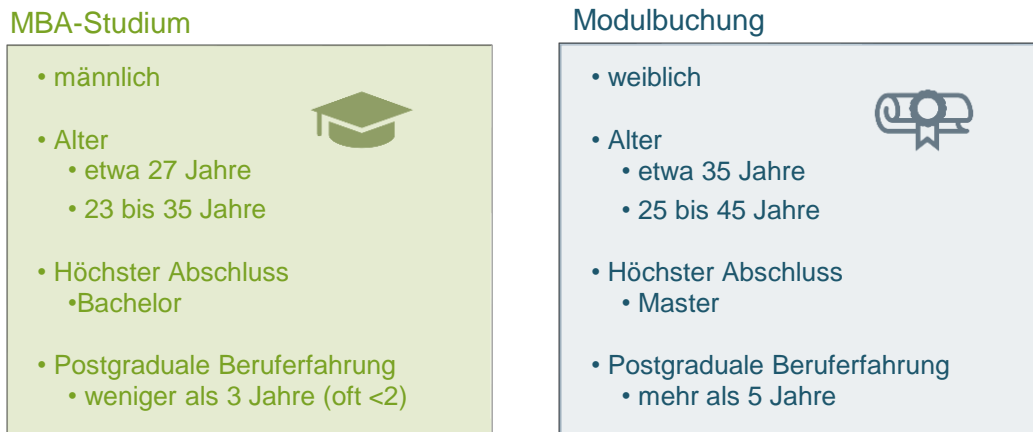 MBA-Studium
• männlich
• Alter
• etwa 27 Jahre
• 23 bis 35 Jahre
• Höchster Abschluss
•Bachelor
• Postgraduale Beruferfahrung
• weniger als 3 Jahre (oft <2)
Modulbuchung
• weiblich
• Alter
• etwa 35 Jahre
• 25 bis 45 Jahre
• Höchster Abschluss
• Master
• Postgraduale Beruferfahrung
• mehr als 5 Jahre